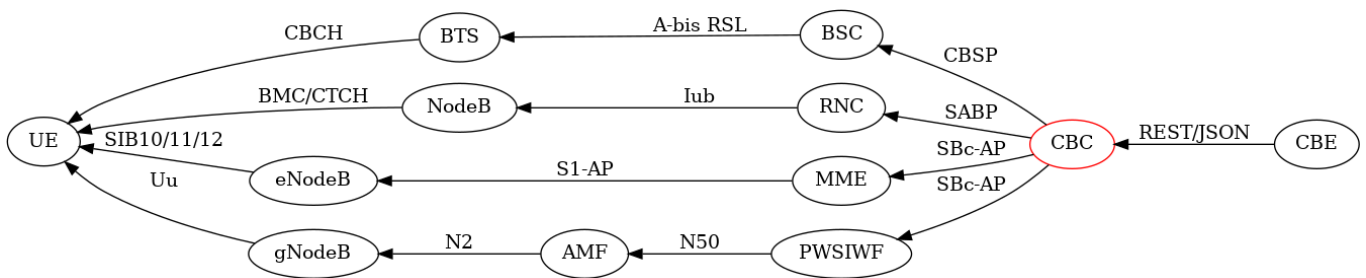 CBCH
BTS
A-bis RSL
BSC
CBSP
BMC/CTCH
NodeB
Iub
RNC
SABP
UE
SIB10/11/12
CBC
REST/JSON
CBE
Uu
eNodeB
S1-AP
MME
SBc-AP
SBc-AP
gNodeB
N2
AMF
N50
PWSIWF